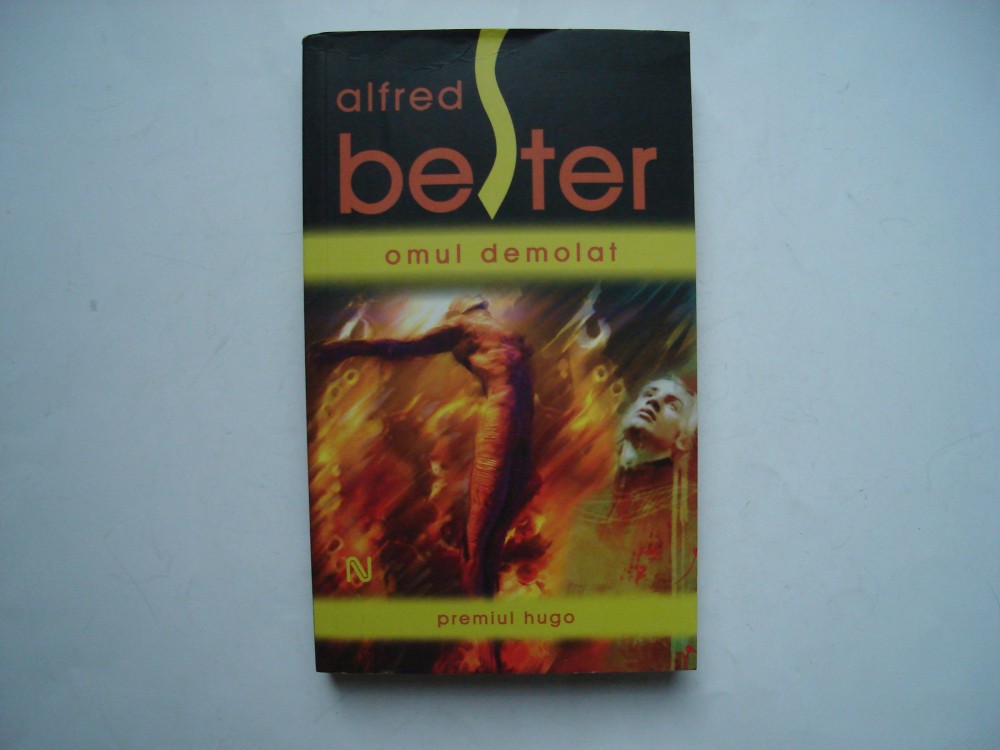 alfred
bester
omul demolat
N
premiul hugo